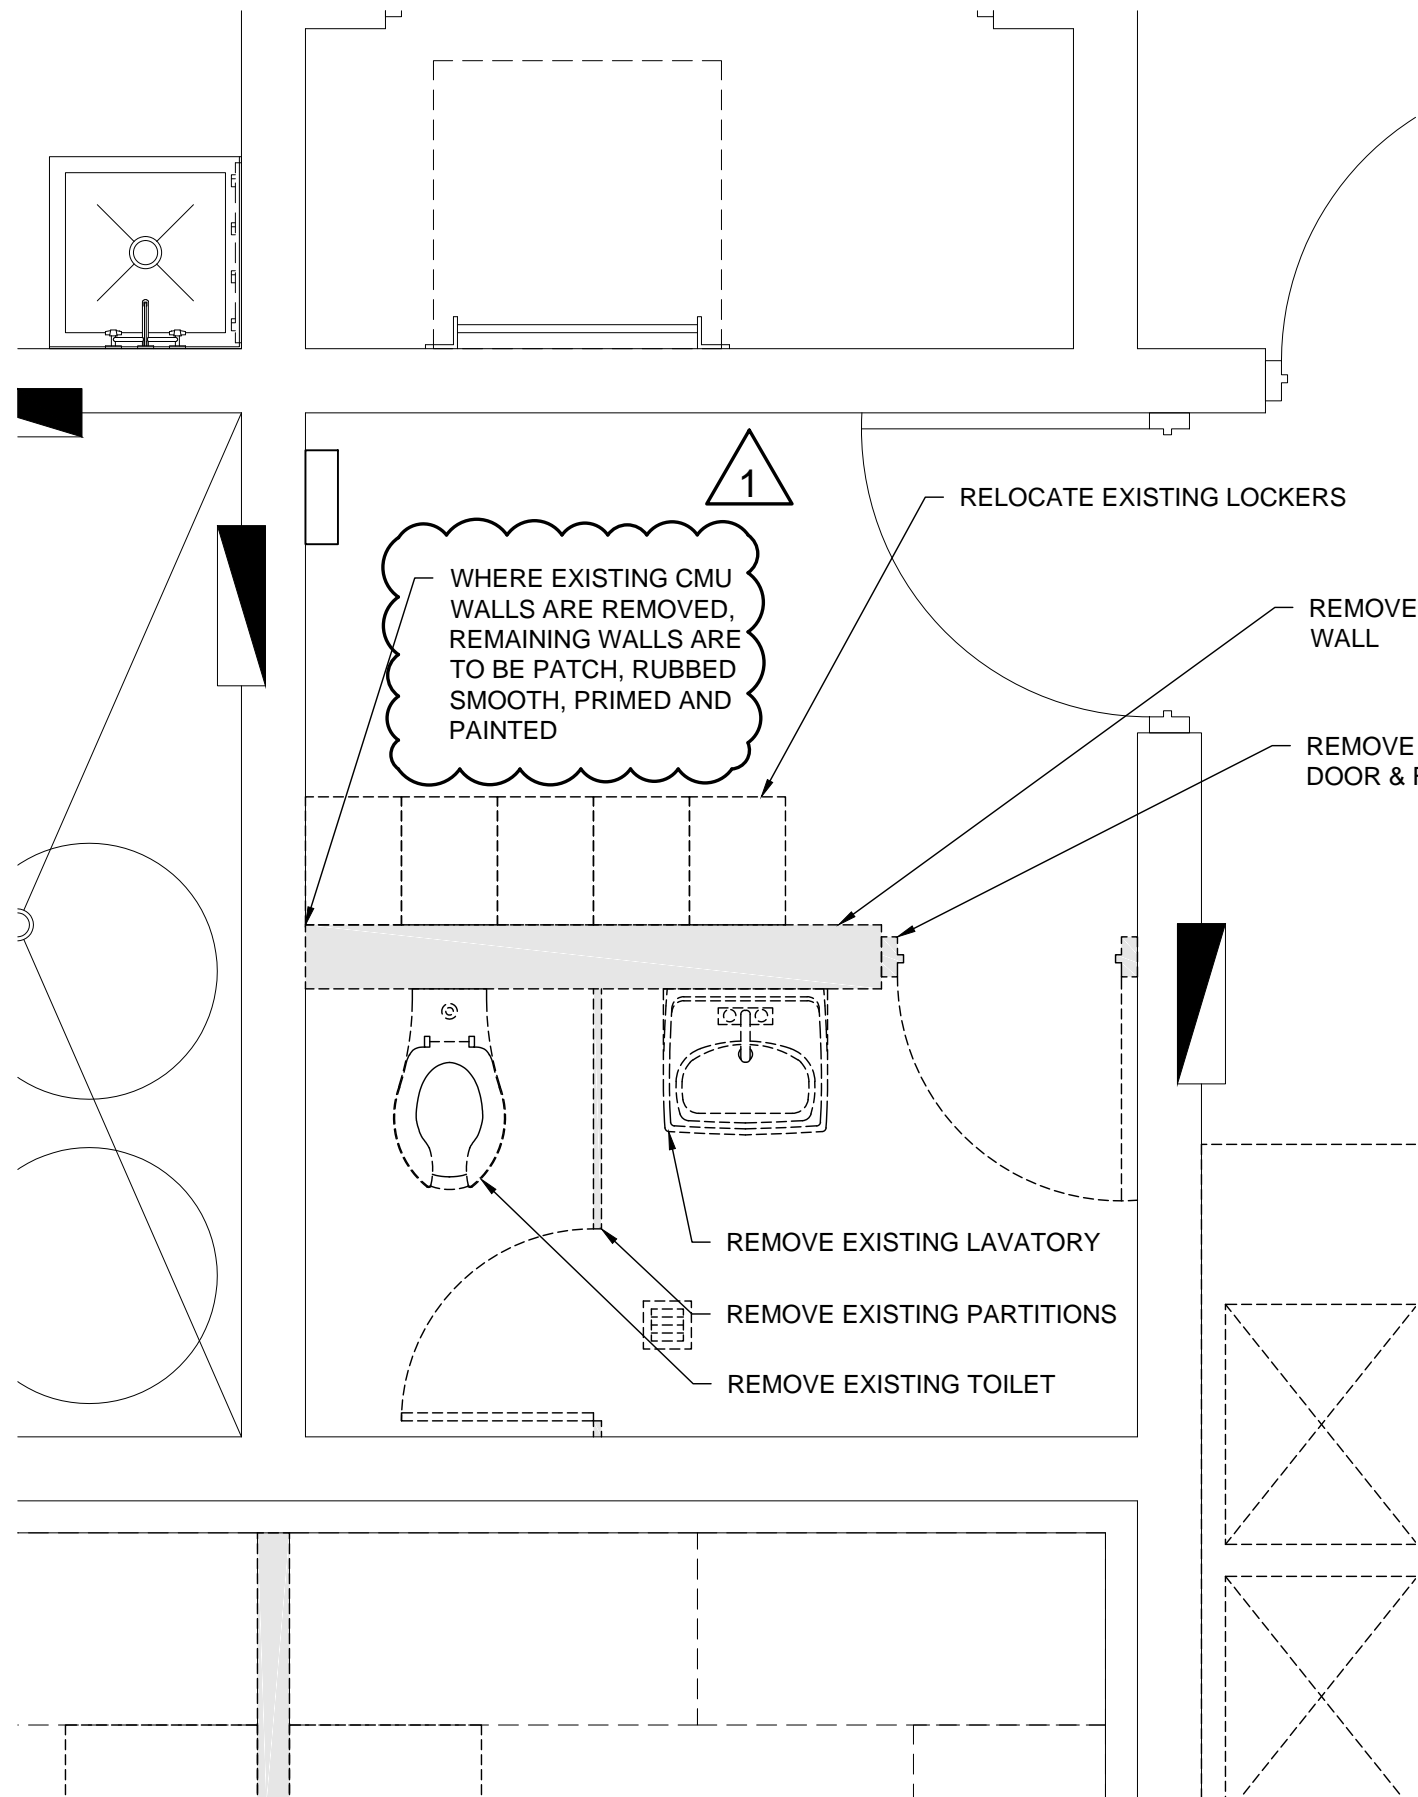 1
RELOCATE EXISTING LOCKERS
WHERE EXISTING CMU
WALLS ARE REMOVED,
REMAINING WALLS ARE
TO BE PATCH, RUBBED
SMOOTH, PRIMED AND
PAINTED
REMOVE
WALL
REMOVE
DOOR &
REMOVE EXISTING LAVATORY
REMOVE EXISTING PARTITIONS
REMOVE EXISTING TOILET